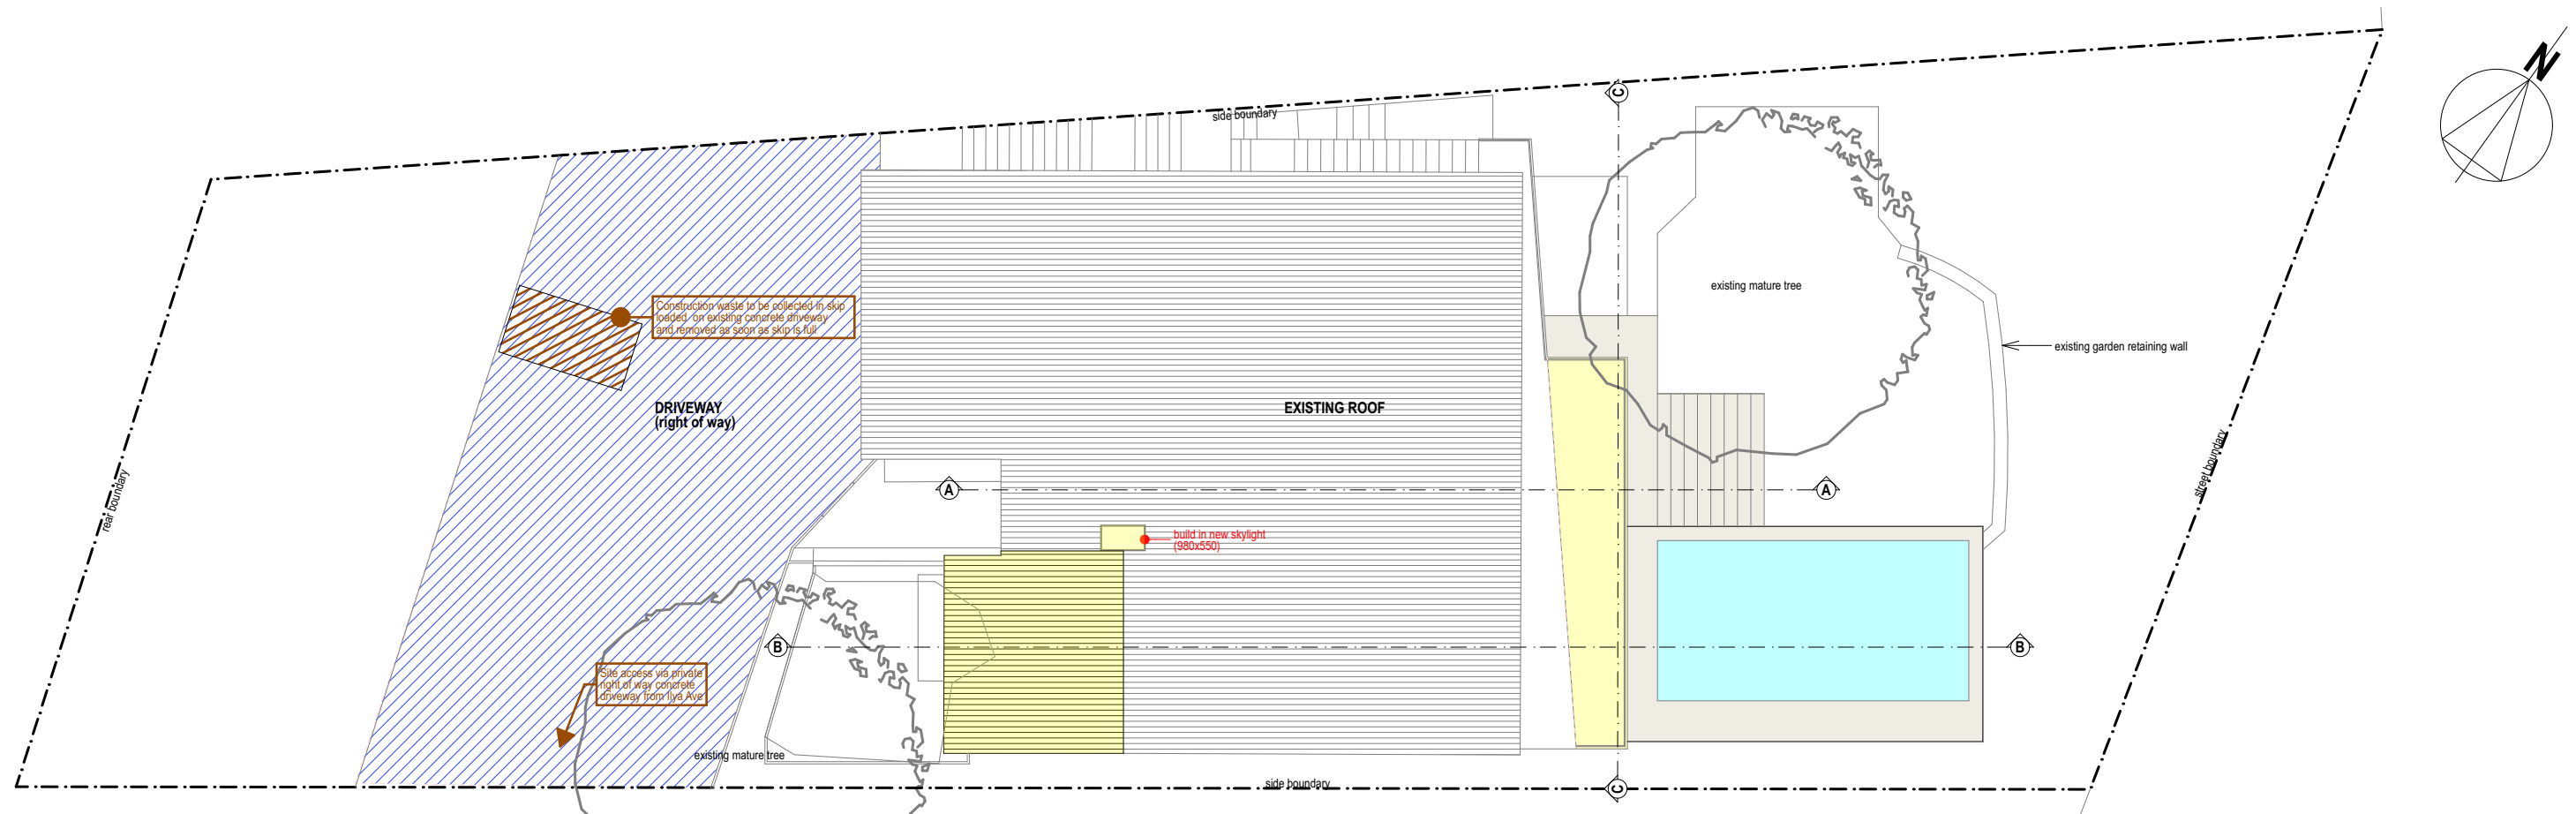 N
C
side boundary
existing mature tree
Construction waste to be collected in skip
loaded  on existing concrete driveway
and removed as soon as skip is full
existing garden retaining wall
DRIVEWAY
(right of way)
EXISTING ROOF
rear boundary
street boundary
A
A
build in new skylight
(980x550)
B
B
Site access via private
right of way concrete
driveway from Ilya Ave
existing mature tree
side boundary
C